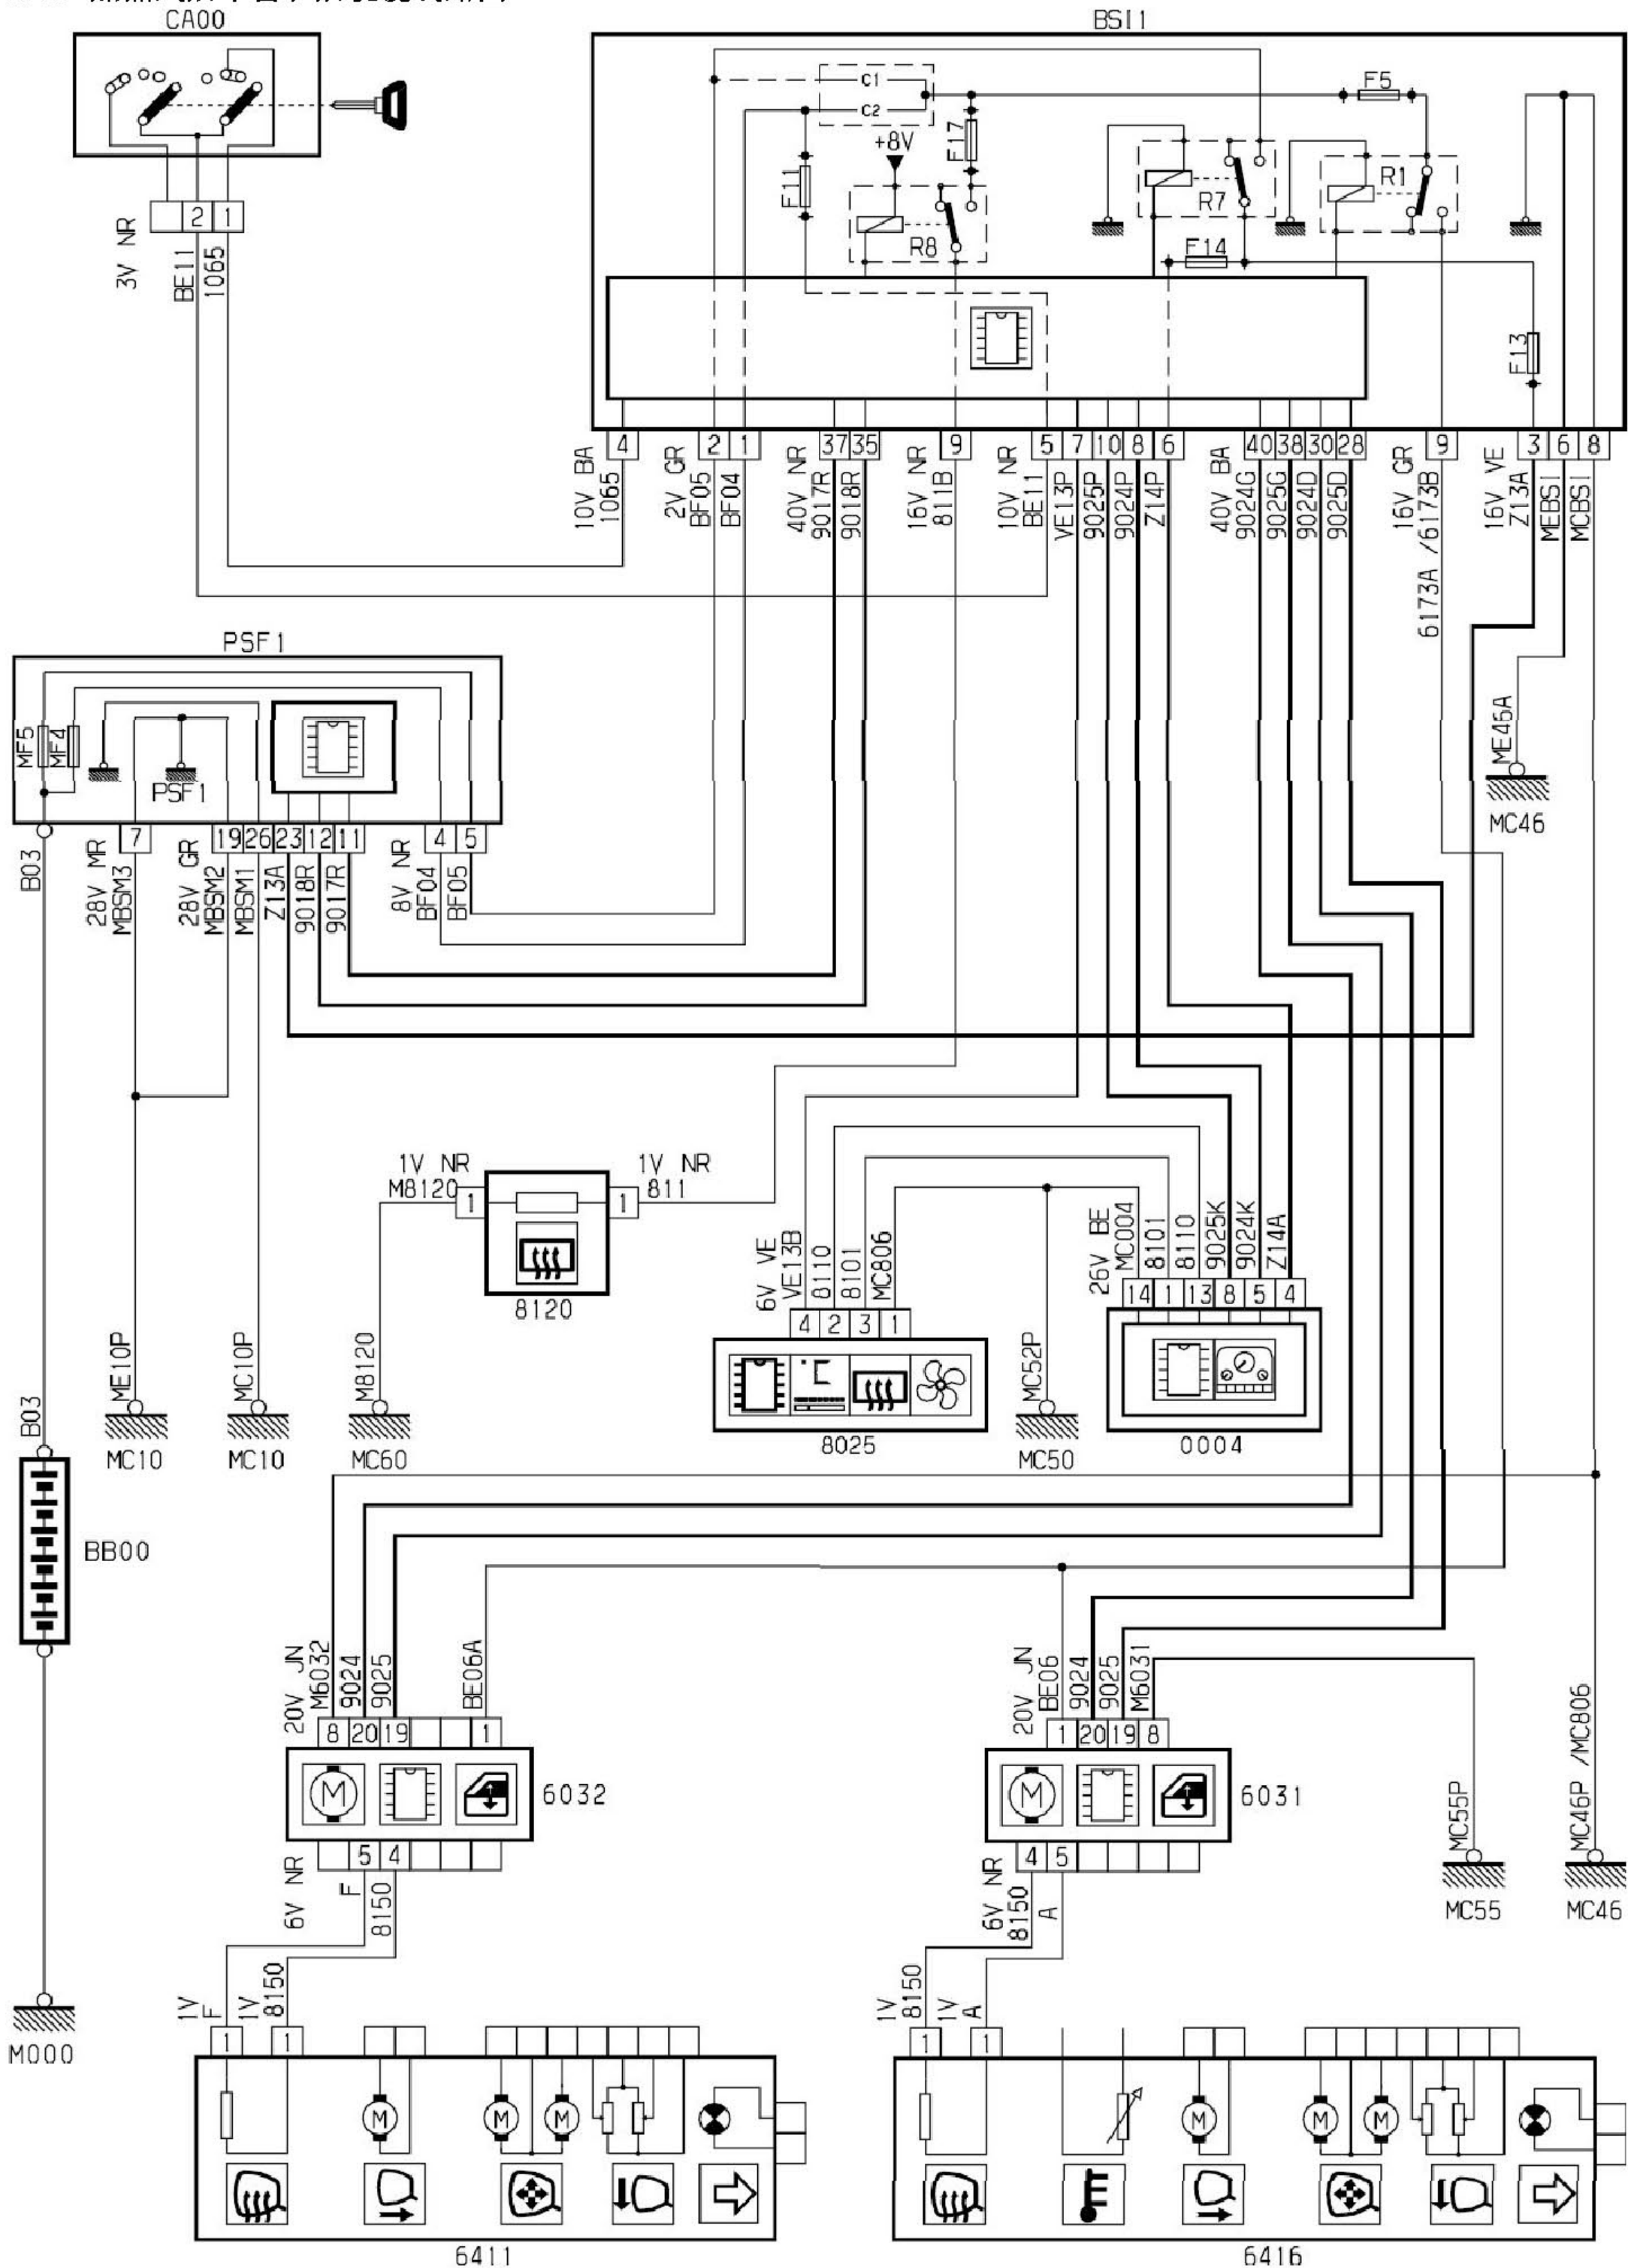 CA00
BSI1
C1
C2
F5
+8V
F17
F11
R8
R7
R1
F14
F13
2 1
3V NR
BE11
1065
4 2 1 37 35 9 5 7 10 8 6 40 38 30 28 9 3 6 8
10V BA
1065
2V GR
BF05
BF04
40V NR
9017R
9018R
16V NR
811B
10V NR
BE11
VE13P
9025P
9024P
Z14P
40V BA
9024G
9025G
9024D
9025D
16V GR
6173A /6173B
16V VE
Z13A
MEBSI
MCBSI
PSF1
MF5
MF4
PSF1
7 19 26 23 12 11 4 5
B03
28V MR
MBSM3
28V GR
MBSM2
MBSM1
Z13A
9018R
9017R
8V NR
BF04
BF05
ME46A
MC46
1V NR
M8120
1
1
1V NR
811
8120
6V VE
VE13B
8110
8101
MC806
4 2 3 1
°C
8025
26V BE
MC004
8101
8110
9025K
9024K
Z14A
14 1 13 8 5 4
0004
B03
ME10P
MC10
MC10P
MC10
M8120
MC60
MC52P
MC50
BB00
20V JN
M6032
9024
9025
BE06A
8 20 19 1
M
6032
5 4
6V NR
F
8150
20V JN
BE06
9024
9025
M6031
1 20 19 8
M
6031
4 5
6V NR
8150
A
MC55P
MC55
MC46P /MC806
MC46
M000
1V
F
1V
8150
1 1
M M M
6411
1V
8150
1V
A
1 1
M M M
6416